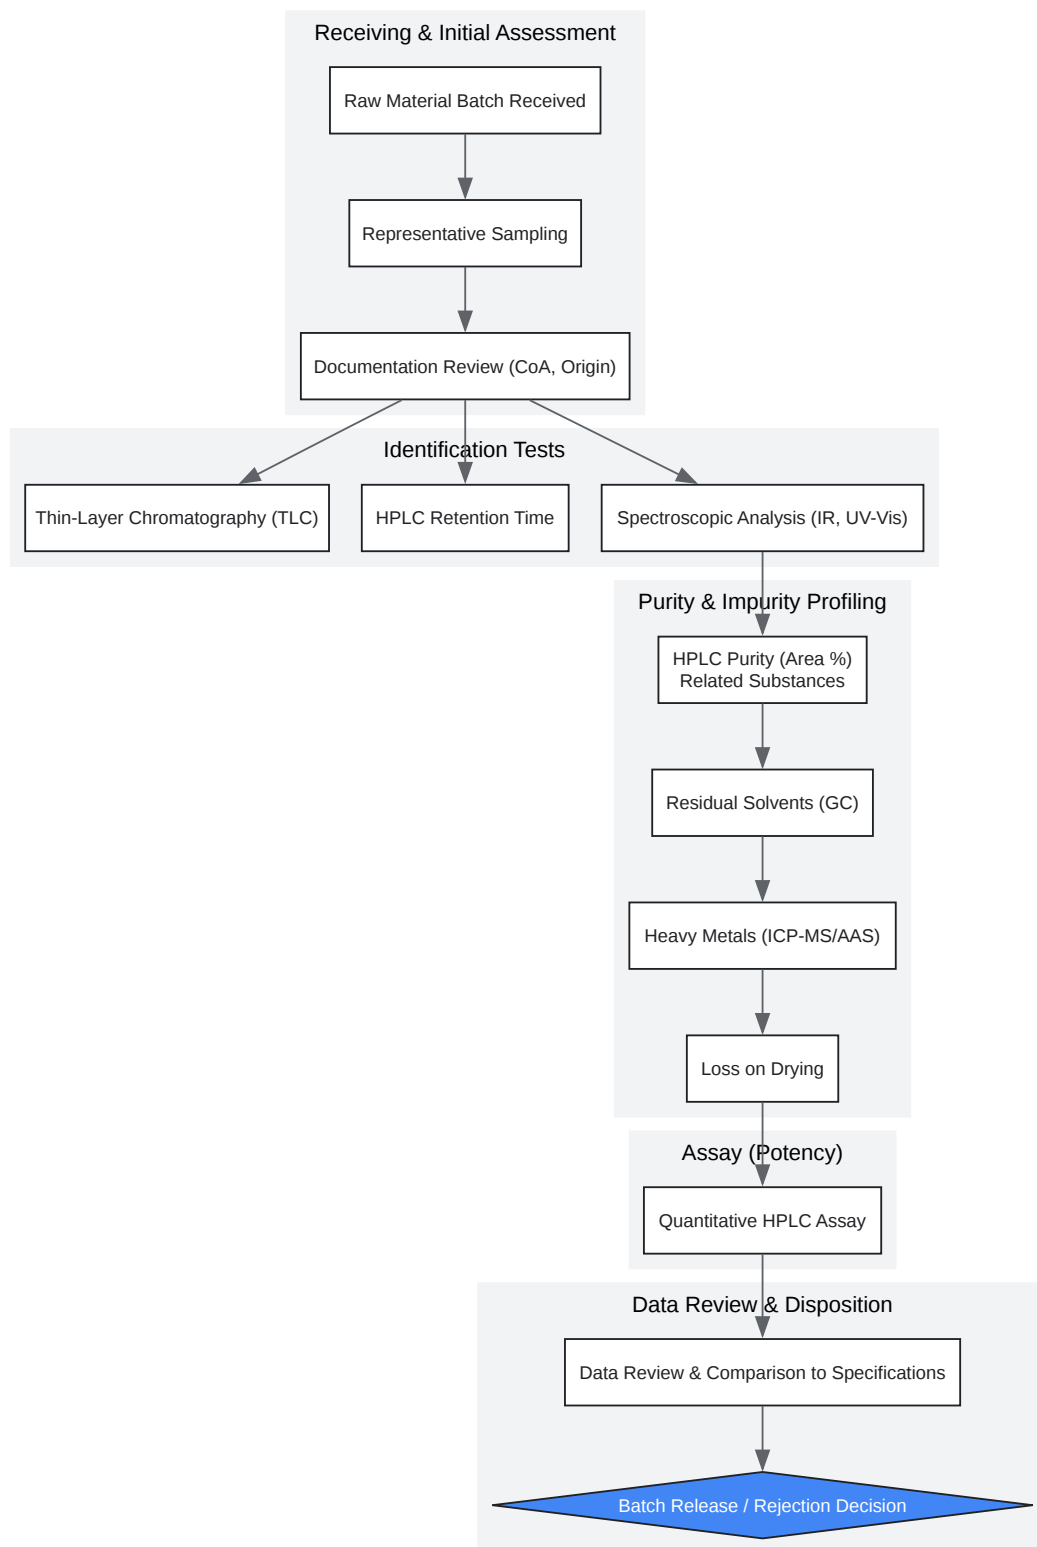 Receiving & Initial Assessment
Raw Material Batch Received
Representative Sampling
Documentation Review (CoA, Origin)
Identification Tests
Thin-Layer Chromatography (TLC)
HPLC Retention Time
Spectroscopic Analysis (IR, UV-Vis)
Purity & Impurity Profiling
HPLC Purity (Area %)
Related Substances
Residual Solvents (GC)
Heavy Metals (ICP-MS/AAS)
Loss on Drying
Assay (Potency)
Quantitative HPLC Assay
Data Review & Disposition
Data Review & Comparison to Specifications
Batch Release / Rejection Decision